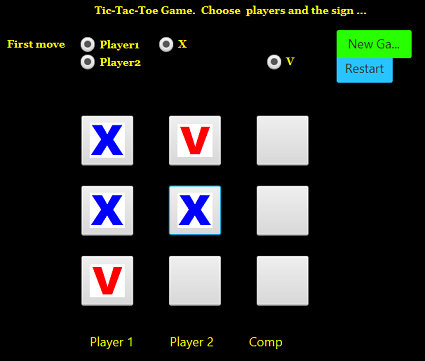 Tic-Tac-Toe Game. Choose players and the sign ...
First move Player1 X New Ga...
Player2 V Restart
X V
X X
V
Player 1 Player 2 Comp